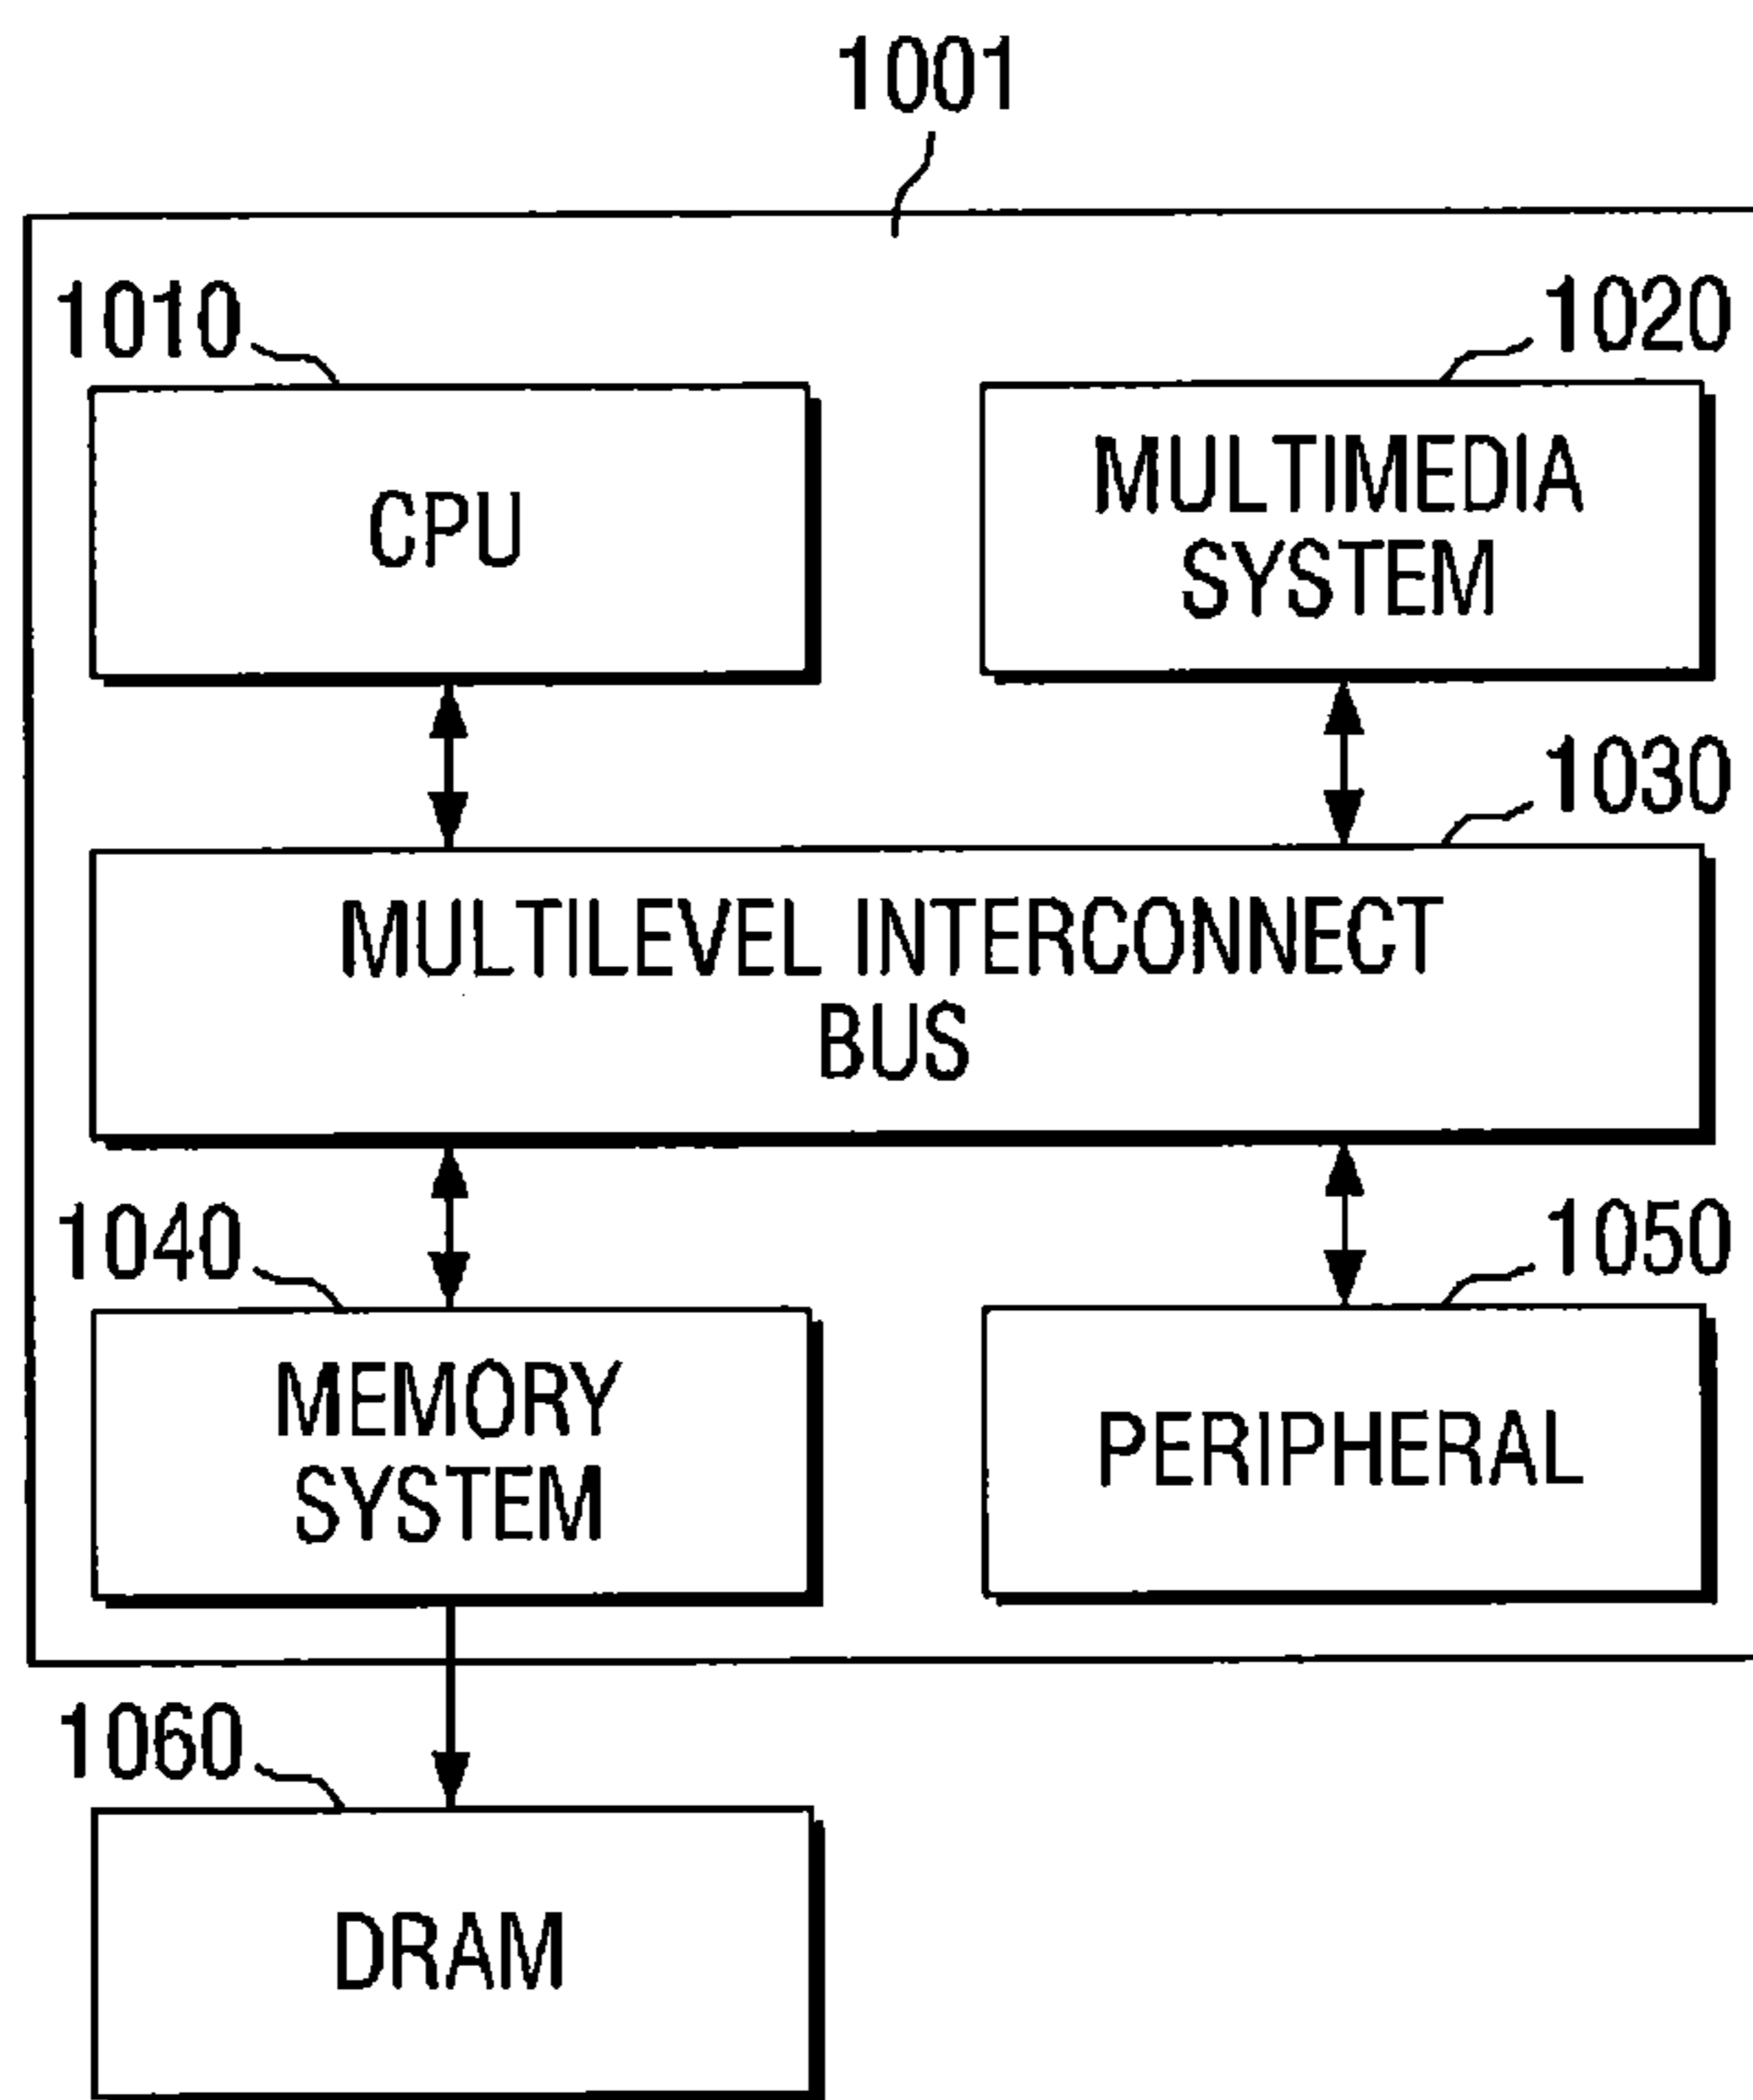 1001
1010
1020
CPU
MULTIMEDIA
SYSTEM
1030
MULTILEVEL INTERCONNECT
BUS
1040
1050
MEMORY
SYSTEM
PERIPHERAL
1060
DRAM